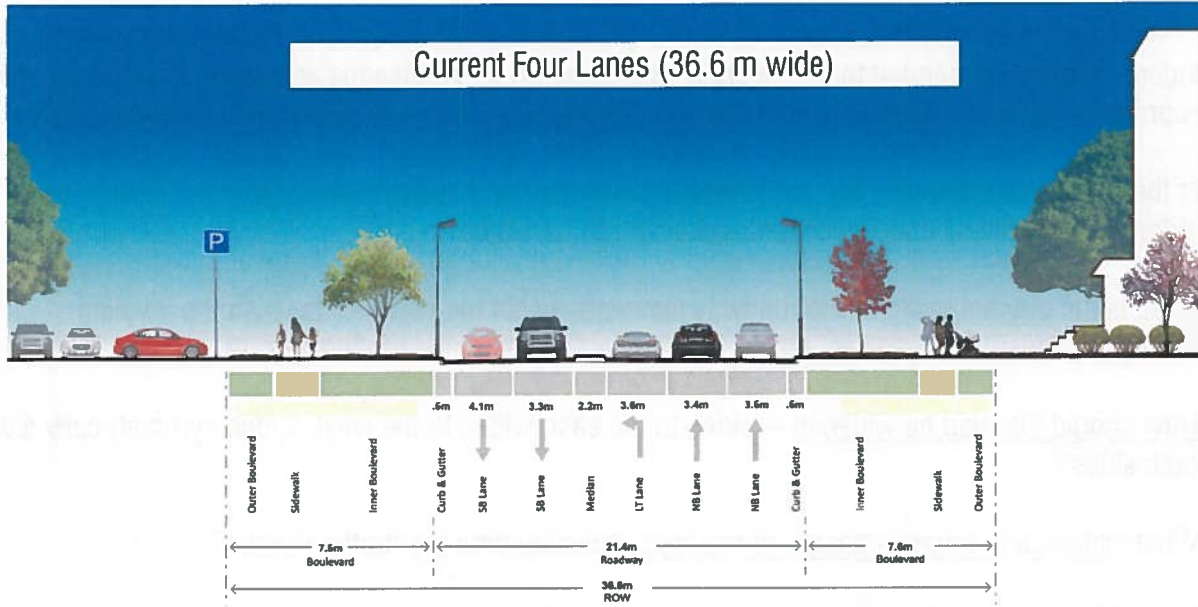 Current Four Lanes (36.6 m wide)
P
.6m 4.1m 3.3m 2.2m 3.6m 3.4m 3.6m .6m
Outer Boulevard
Sidewalk
Inner Boulevard
Curb & Gutter
SB Lane
SB Lane
Median
LT Lane
NB Lane
NB Lane
Curb & Gutter
Inner Boulevard
Sidewalk
Outer Boulevard
7.6m 21.4m 7.6m
Boulevard Roadway Boulevard
36.6m
ROW